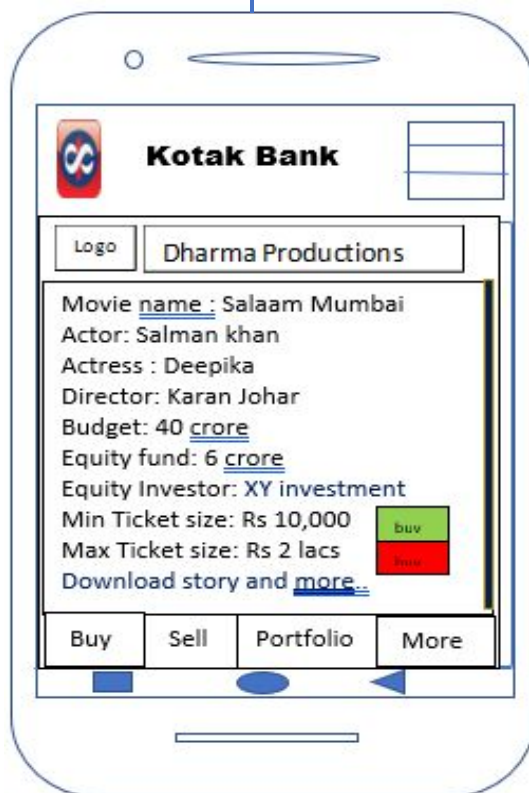 Kotak Bank
Logo
Dharma Productions
Movie name : Salaam Mumbai
Actor: Salman khan
Actress : Deepika
Director: Karan Johar
Budget: 40 crore
Equity fund: 6 crore
Equity Investor: XY investment
Min Ticket size: Rs 10,000
buy
Max Ticket size: Rs 2 lacs
Download story and more..
Buy Sell Portfolio More